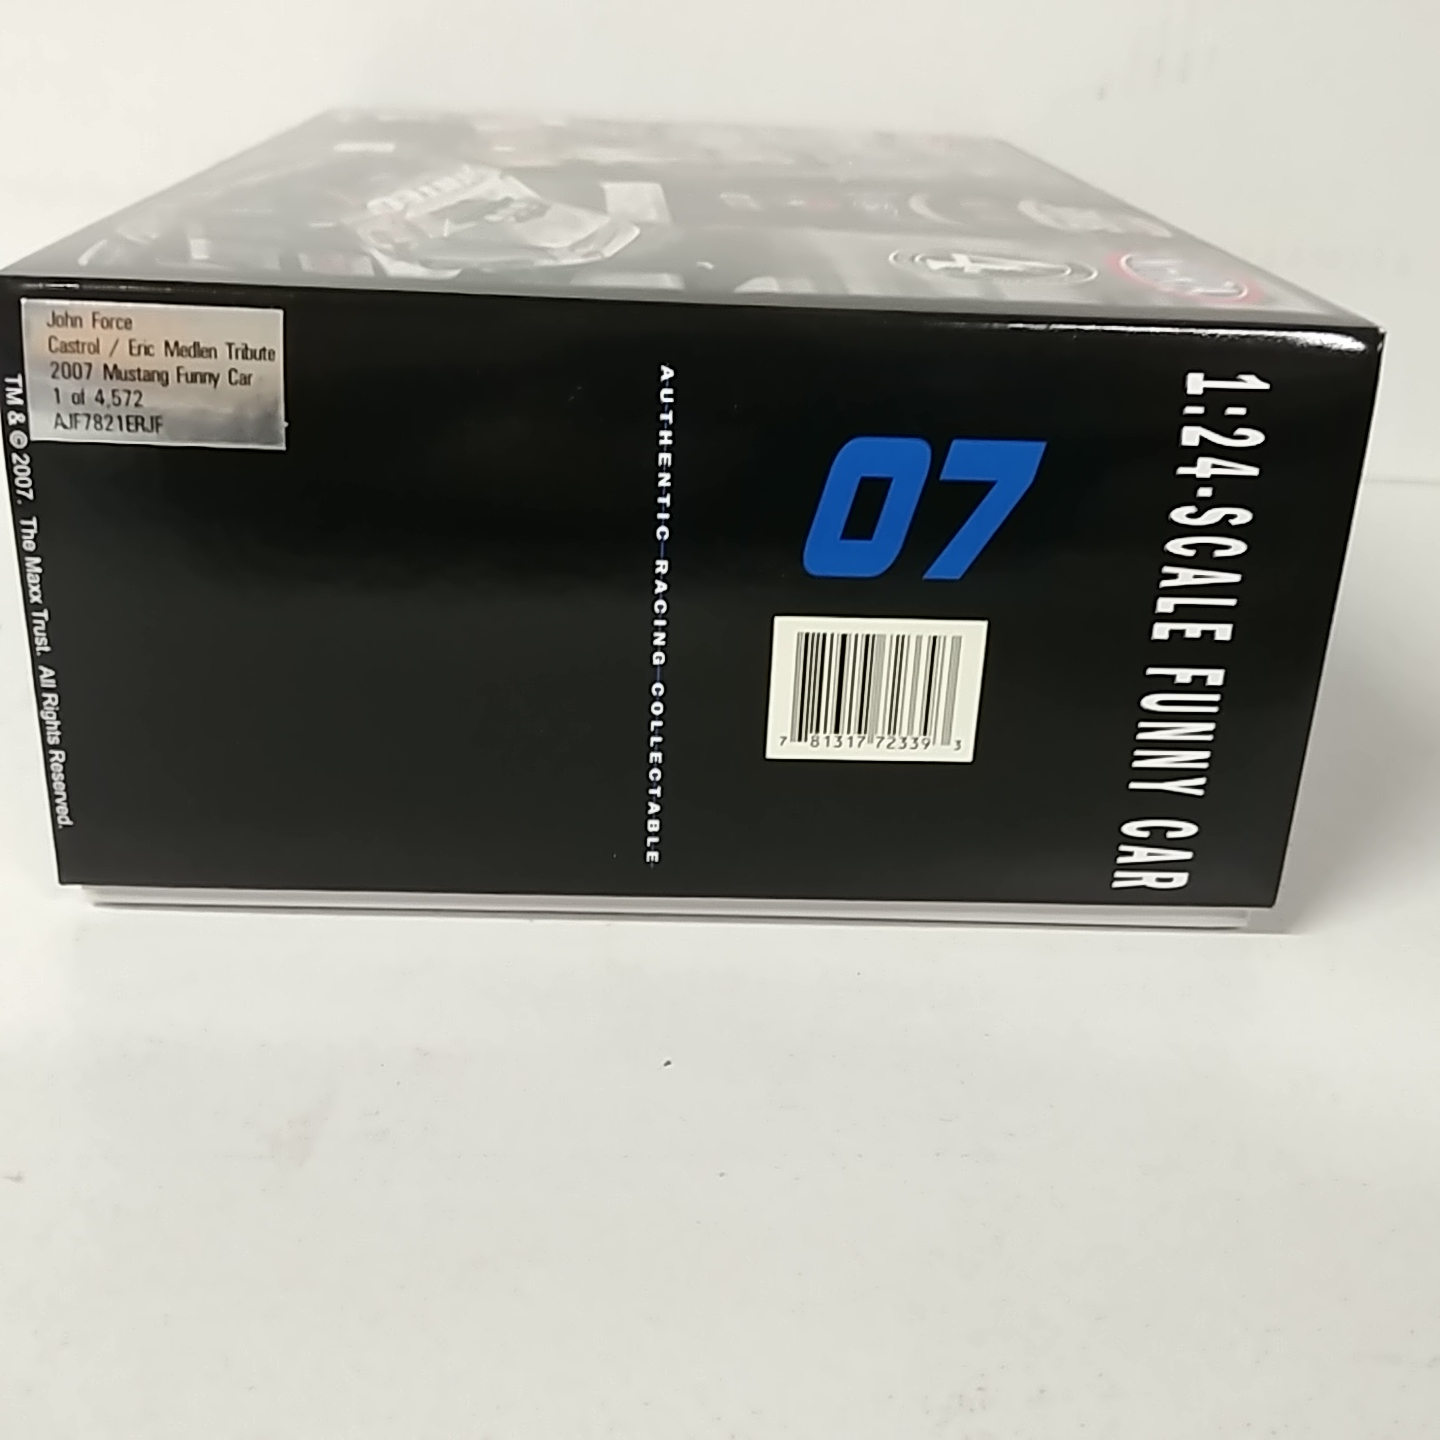 John Force
Castrol / Eric Medlen Tribute
2007 Mustang Funny Car
1 of 4,572
AJF7821ERJF
TM & © 2007. The Maxx Trust. All Rights Reserved.
AUTHENTIC RACING COLLECTABLE
07
7 81317 72339 3
1:24-SCALE FUNNY CAR